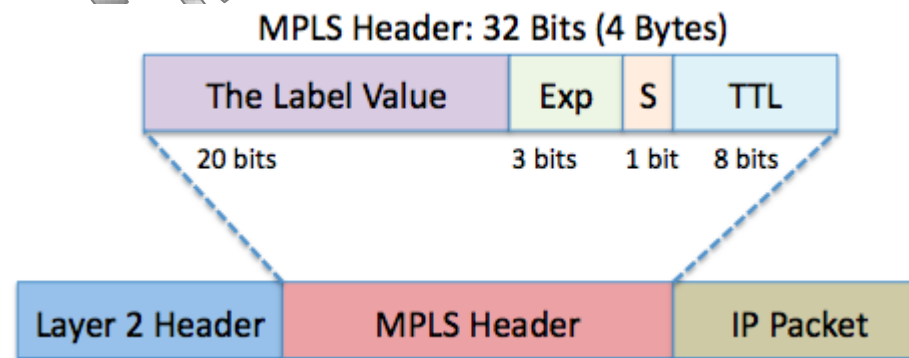 MPLS Header: 32 Bits (4 Bytes)
The Label Value Exp S TTL
20 bits 3 bits 1 bit 8 bits
Layer 2 Header MPLS Header IP Packet